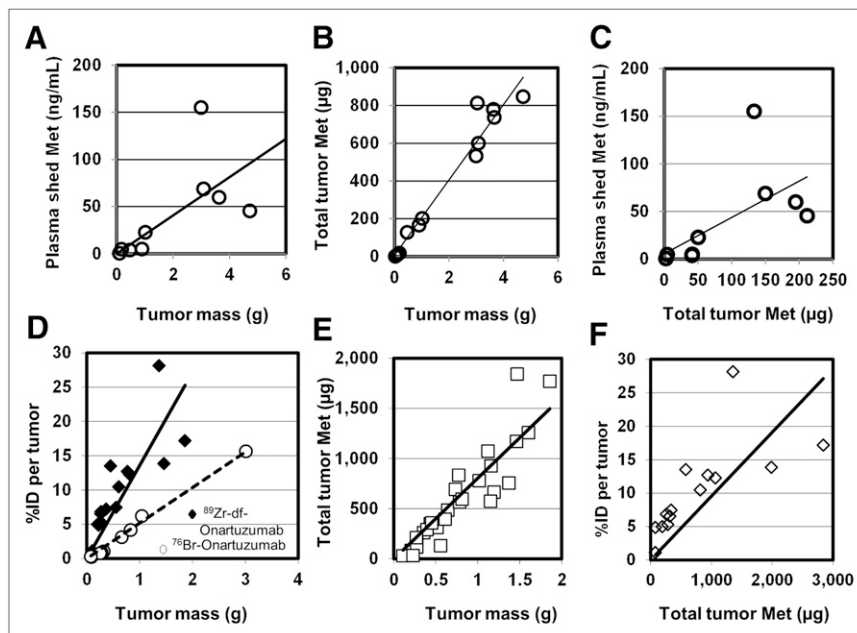 A
Plasma shed Met (ng/mL)
200
150
100
50
0
0 2 4 6
Tumor mass (g)
B
Total tumor Met (µg)
1,000
800
600
400
200
0
0 2 4 6
Tumor mass (g)
C
Plasma shed Met (ng/mL)
200
150
100
50
0
0 50 100 150 200 250
Total tumor Met (µg)
D
%ID per tumor
30
25
20
15
10
5
0
0 1 2 3 4
⁸⁹Zr-df-
Onartuzumab
⁷⁶Br-Onartuzumab
Tumor mass (g)
E
Total tumor Met (µg)
2,000
1,500
1,000
500
0
0 0.5 1 1.5 2
Tumor mass (g)
F
%ID per tumor
30
25
20
15
10
5
0
0 1,000 2,000 3,000
Total tumor Met (µg)